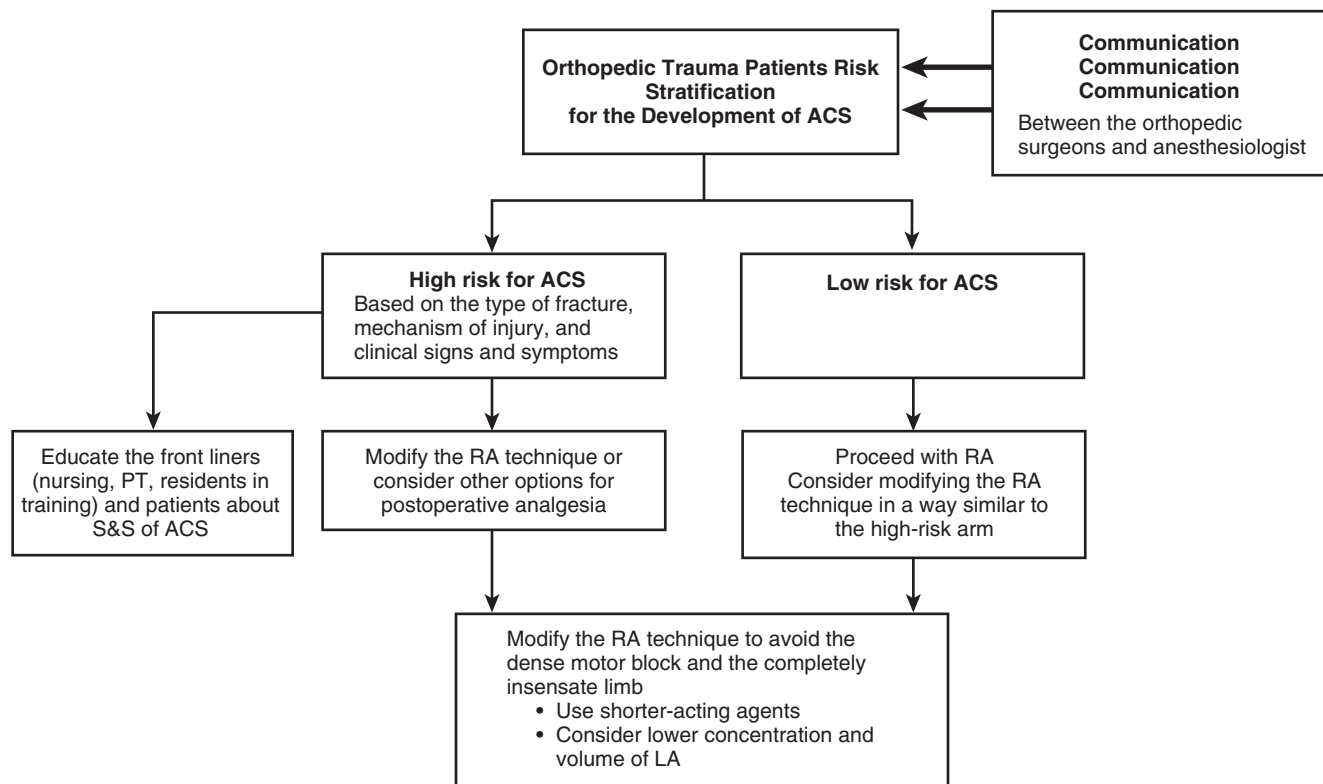 Orthopedic Trauma Patients Risk
Stratification
for the Development of ACS
Communication
Communication
Communication
Between the orthopedic
surgeons and anesthesiologist
High risk for ACS
Based on the type of fracture,
mechanism of injury, and
clinical signs and symptoms
Low risk for ACS
Educate the front liners
(nursing, PT, residents in
training) and patients about
S&S of ACS
Modify the RA technique or
consider other options for
postoperative analgesia
Proceed with RA
Consider modifying the RA
technique in a way similar to
the high-risk arm
Modify the RA technique to avoid the
dense motor block and the completely
insensate limb
• Use shorter-acting agents
• Consider lower concentration and
volume of LA